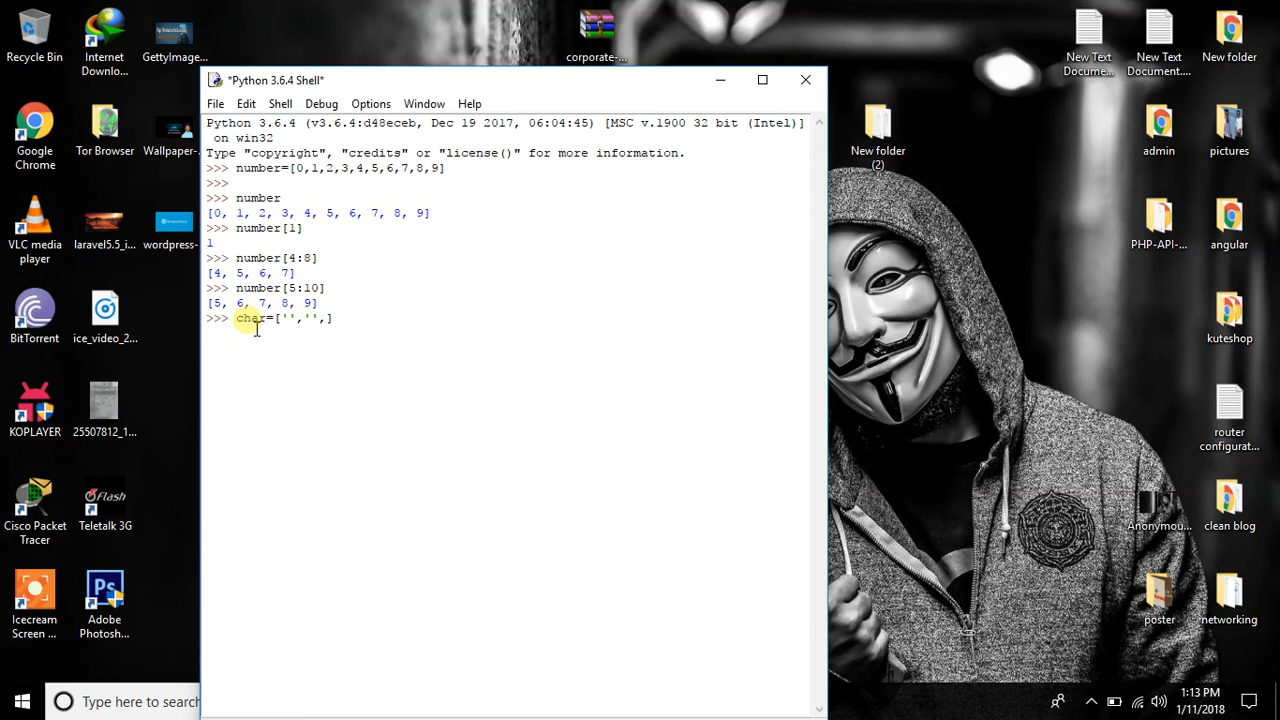 Recycle Bin
Internet
Downlo...
GettyImage...
corporate-...
New Text
Docume...
New Text
Document....
New folder
*Python 3.6.4 Shell*
File Edit Shell Debug Options Window Help
Python 3.6.4 (v3.6.4:d48eceb, Dec 19 2017, 06:04:45) [MSC v.1900 32 bit (Intel)]
on win32
Type "copyright", "credits" or "license()" for more information.
>>> number=[0,1,2,3,4,5,6,7,8,9]
>>>
>>> number
[0, 1, 2, 3, 4, 5, 6, 7, 8, 9]
>>> number[1]
1
>>> number[4:8]
[4, 5, 6, 7]
>>> number[5:10]
[5, 6, 7, 8, 9]
>>> char=['','',]
Google
Chrome
Tor Browser
Wallpaper-...
New folder
(2)
admin
pictures
VLC media
player
laravel5.5_i...
wordpress-...
PHP-API-...
angular
BitTorrent
ice_video_2...
kuteshop
KOPLAYER
25507812_1...
router
configurat...
Cisco Packet
Tracer
Flash
Teletalk 3G
Anonymou...
clean blog
Icecream
Screen ...
Ps
Adobe
Photosh...
poster
networking
Type here to search
1:13 PM
1/11/2018